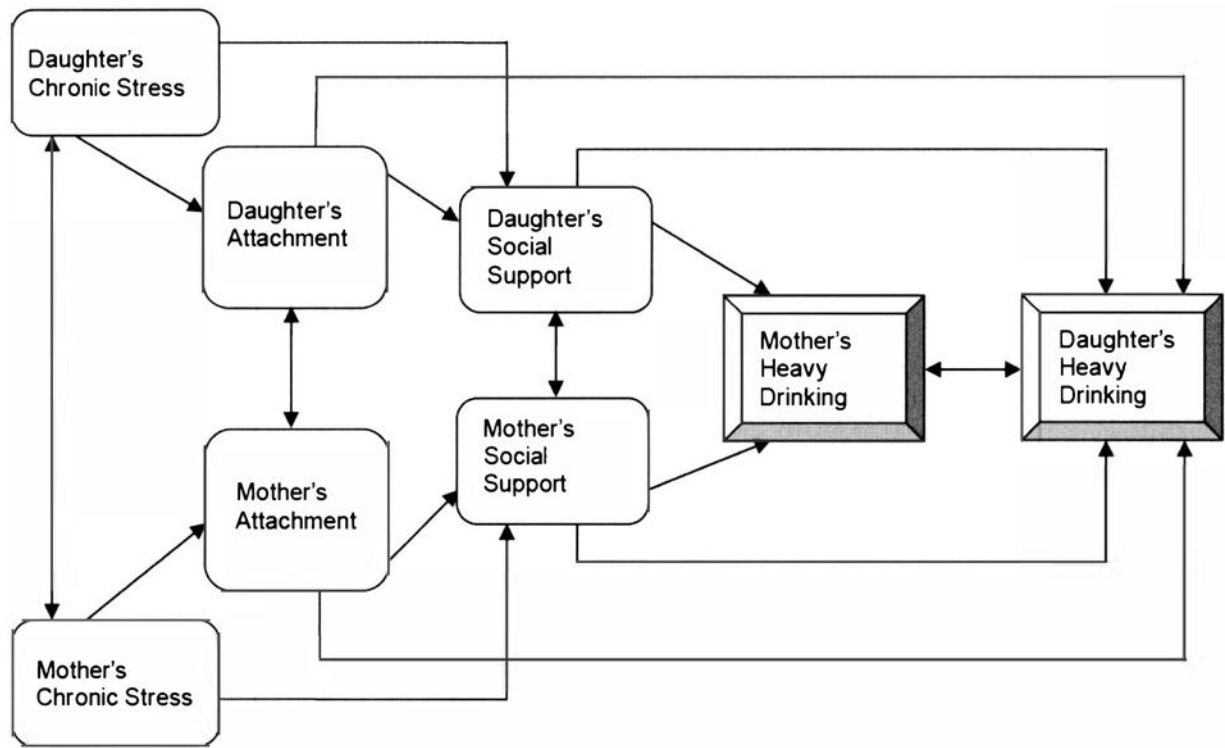 Daughter's
Chronic Stress
Daughter's
Attachment
Daughter's
Social
Support
Mother's
Heavy
Drinking
Daughter's
Heavy
Drinking
Mother's
Social
Support
Mother's
Attachment
Mother's
Chronic Stress